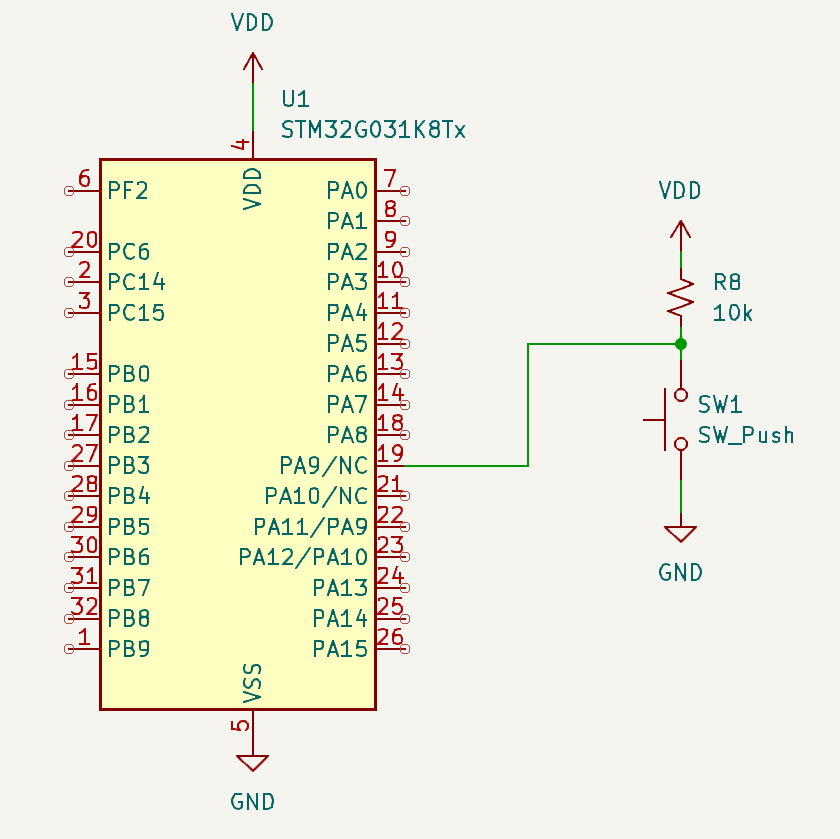 VDD
U1
STM32G031K8Tx
4
VDD
6 PF2
PA0 7
PA1 8
20 PC6
PA2 9
2 PC14
PA3 10
3 PC15
PA4 11
PA5 12
15 PB0
PA6 13
16 PB1
PA7 14
17 PB2
PA8 18
27 PB3
PA9/NC 19
28 PB4
PA10/NC 21
29 PB5
PA11/PA9 22
30 PB6
PA12/PA10 23
31 PB7
PA13 24
32 PB8
PA14 25
1 PB9
PA15 26
VSS
5
GND
VDD
R8
10k
SW1
SW_Push
GND